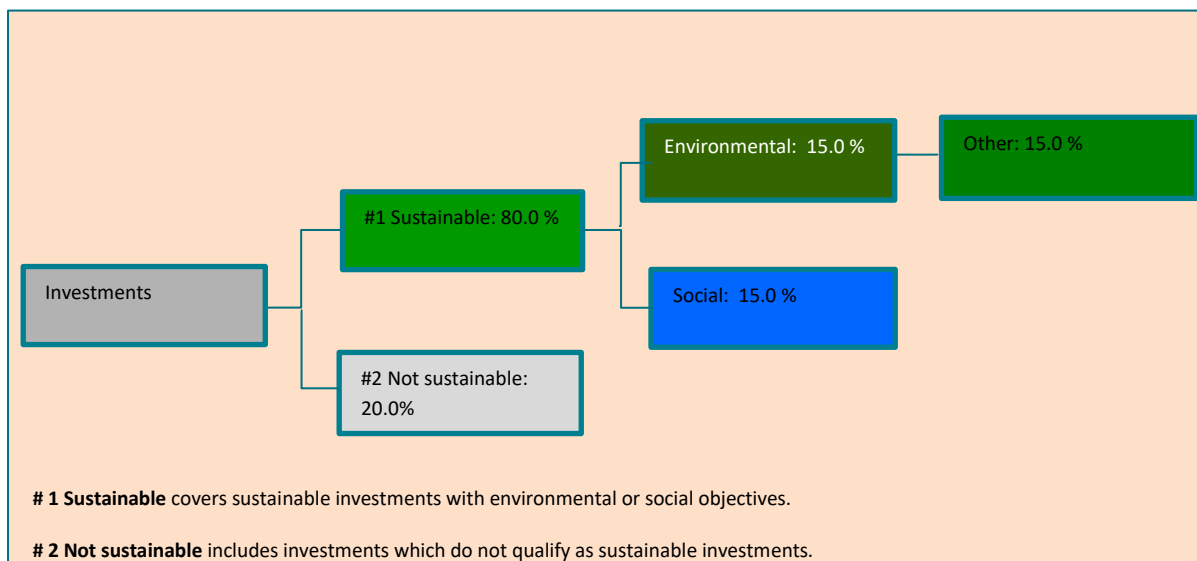 Environmental:  15.0 %
Other: 15.0 %
#1 Sustainable: 80.0 %
Investments
Social:  15.0 %
#2 Not sustainable:
20.0%
# 1 Sustainable covers sustainable investments with environmental or social objectives.
# 2 Not sustainable includes investments which do not qualify as sustainable investments.